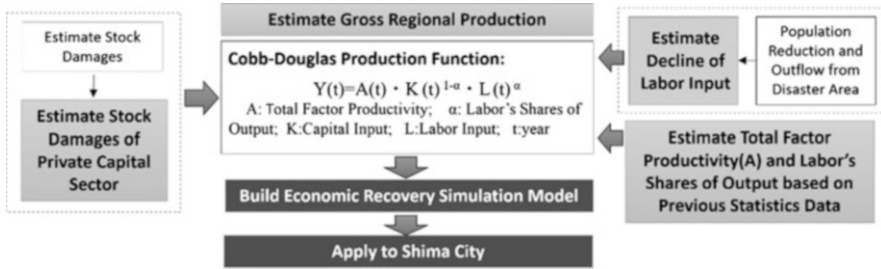 Estimate Stock
Damages
Estimate Stock
Damages of
Private Capital
Sector
Estimate Gross Regional Production
Cobb-Douglas Production Function:
Y(t)=A(t)・K(t)^{1-α}・L(t)^{α}
A: Total Factor Productivity; α: Labor's Shares of
Output; K:Capital Input; L:Labor Input; t:year
Build Economic Recovery Simulation Model
Apply to Shima City
Estimate
Decline of
Labor Input
Population
Reduction and
Outflow from
Disaster Area
Estimate Total Factor
Productivity(A) and Labor's
Shares of Output based on
Previous Statistics Data